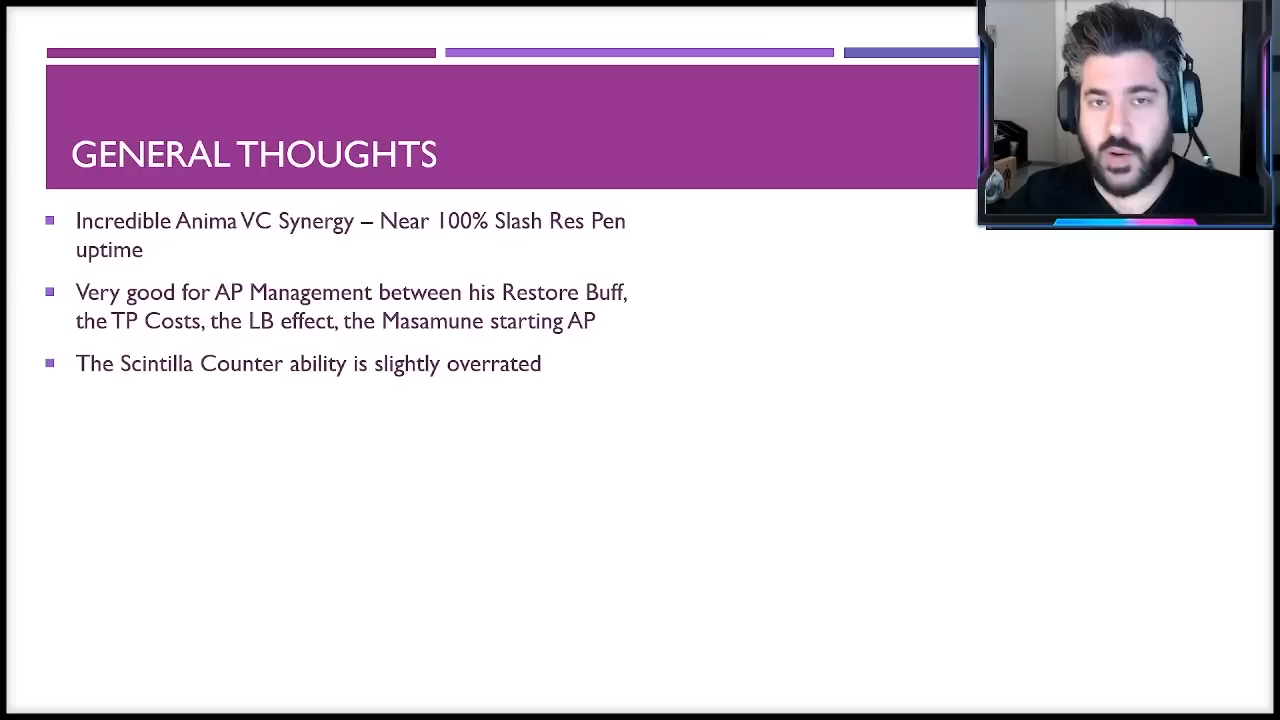 GENERAL THOUGHTS
Incredible Anima VC Synergy – Near 100% Slash Res Pen
uptime
Very good for AP Management between his Restore Buff,
the TP Costs, the LB effect, the Masamune starting AP
The Scintilla Counter ability is slightly overrated